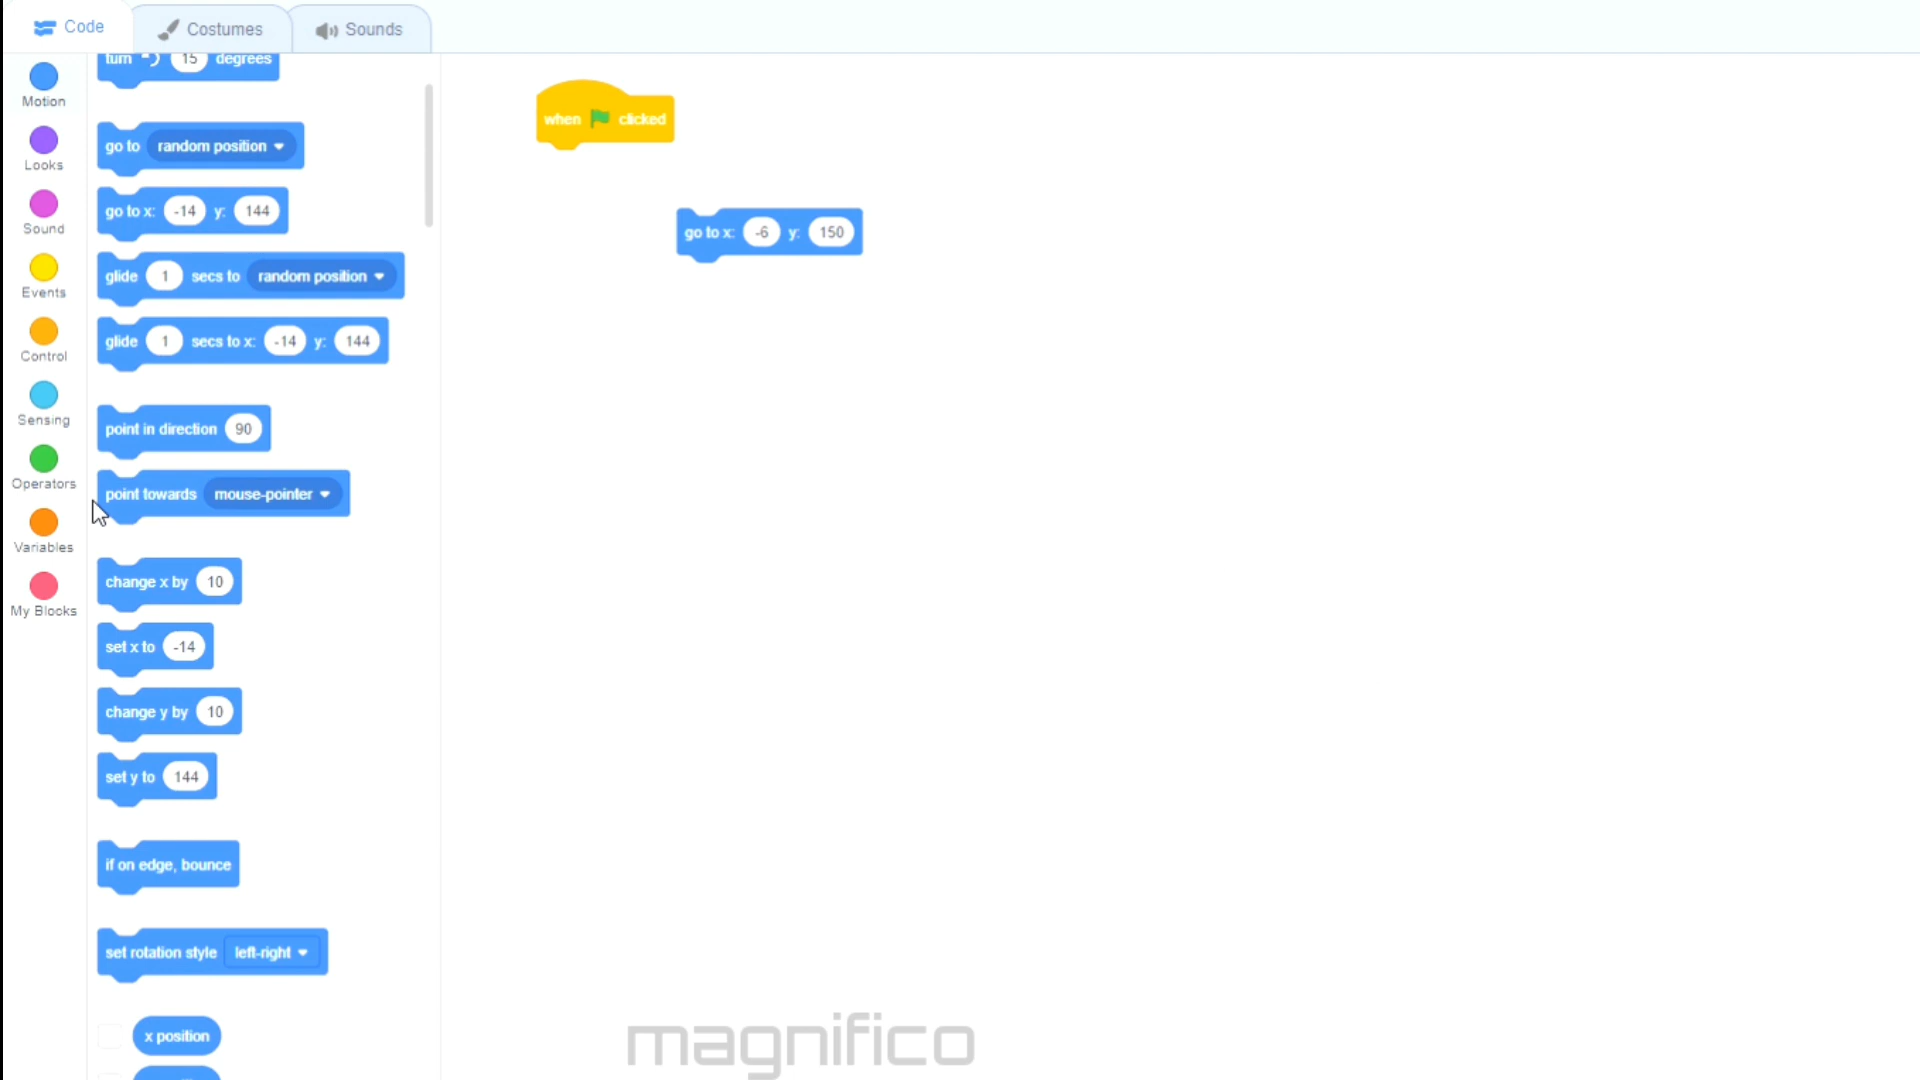 Code
Costumes
Sounds
turn 15 degrees
Motion
when clicked
go to random position
Looks
go to x: -14 y: 144
Sound
go to x: -6 y: 150
glide 1 secs to random position
Events
glide 1 secs to x: -14 y: 144
Control
Sensing
point in direction 90
Operators
point towards mouse-pointer
Variables
change x by 10
My Blocks
set x to -14
change y by 10
set y to 144
if on edge, bounce
set rotation style left-right
x position
magnifico